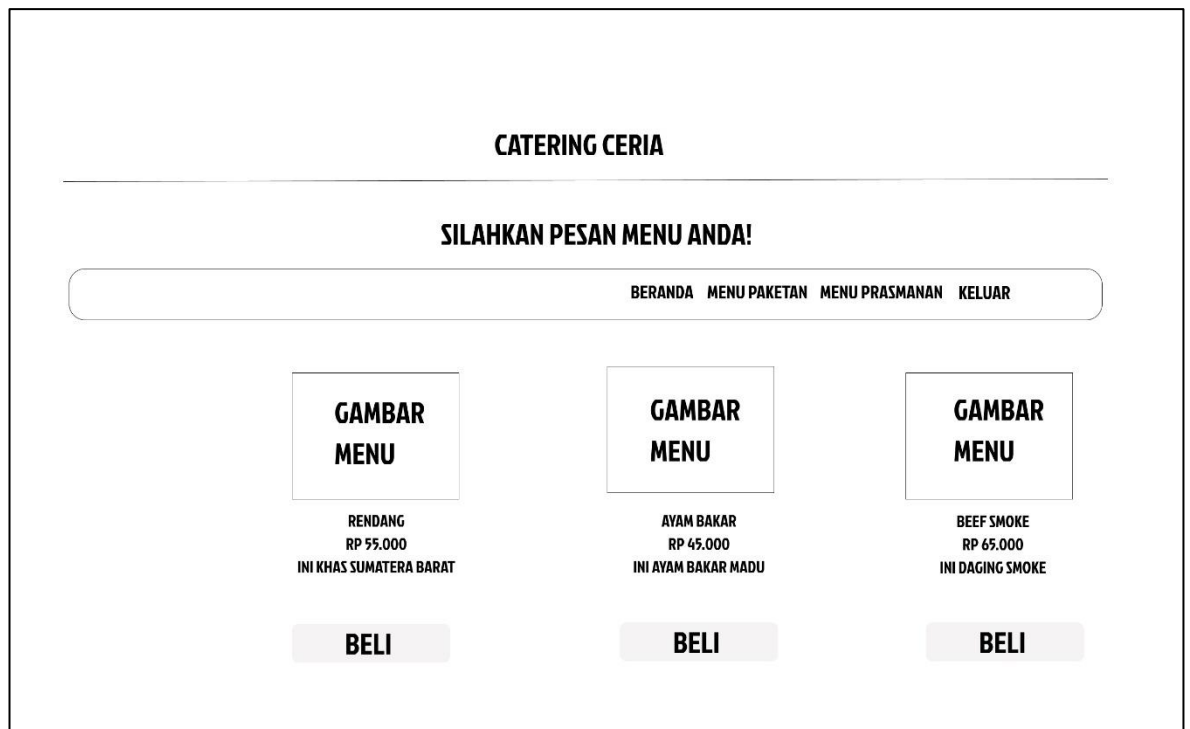 CATERING CERIA
SILAHKAN PESAN MENU ANDA!
BERANDA MENU PAKETAN MENU PRASMANAN KELUAR
GAMBAR
MENU
RENDANG
RP 55.000
INI KHAS SUMATERA BARAT
BELI
GAMBAR
MENU
AYAM BAKAR
RP 45.000
INI AYAM BAKAR MADU
BELI
GAMBAR
MENU
BEEF SMOKE
RP 65.000
INI DAGING SMOKE
BELI